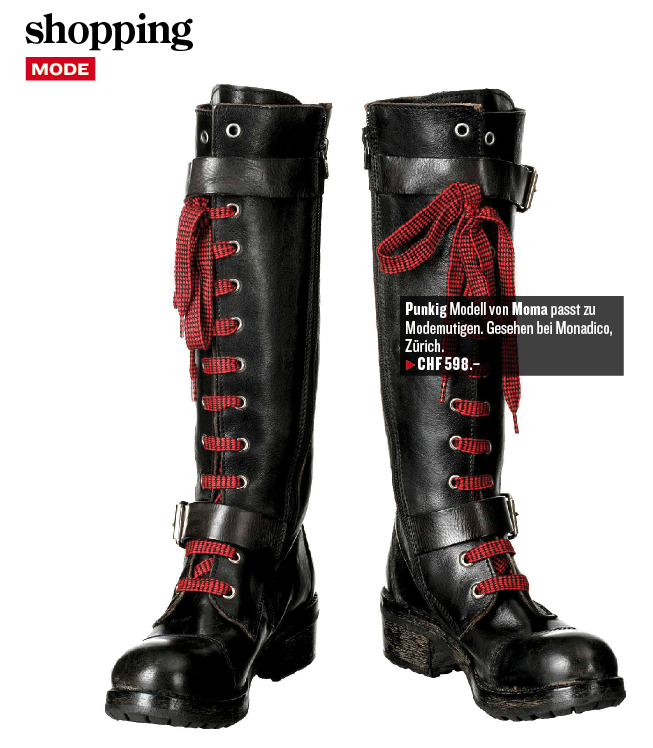 shopping
MODE
Punkig Modell von Moma passt zu
Modemutigen. Gesehen bei Monadico,
Zürich.
▶CHF 598.–